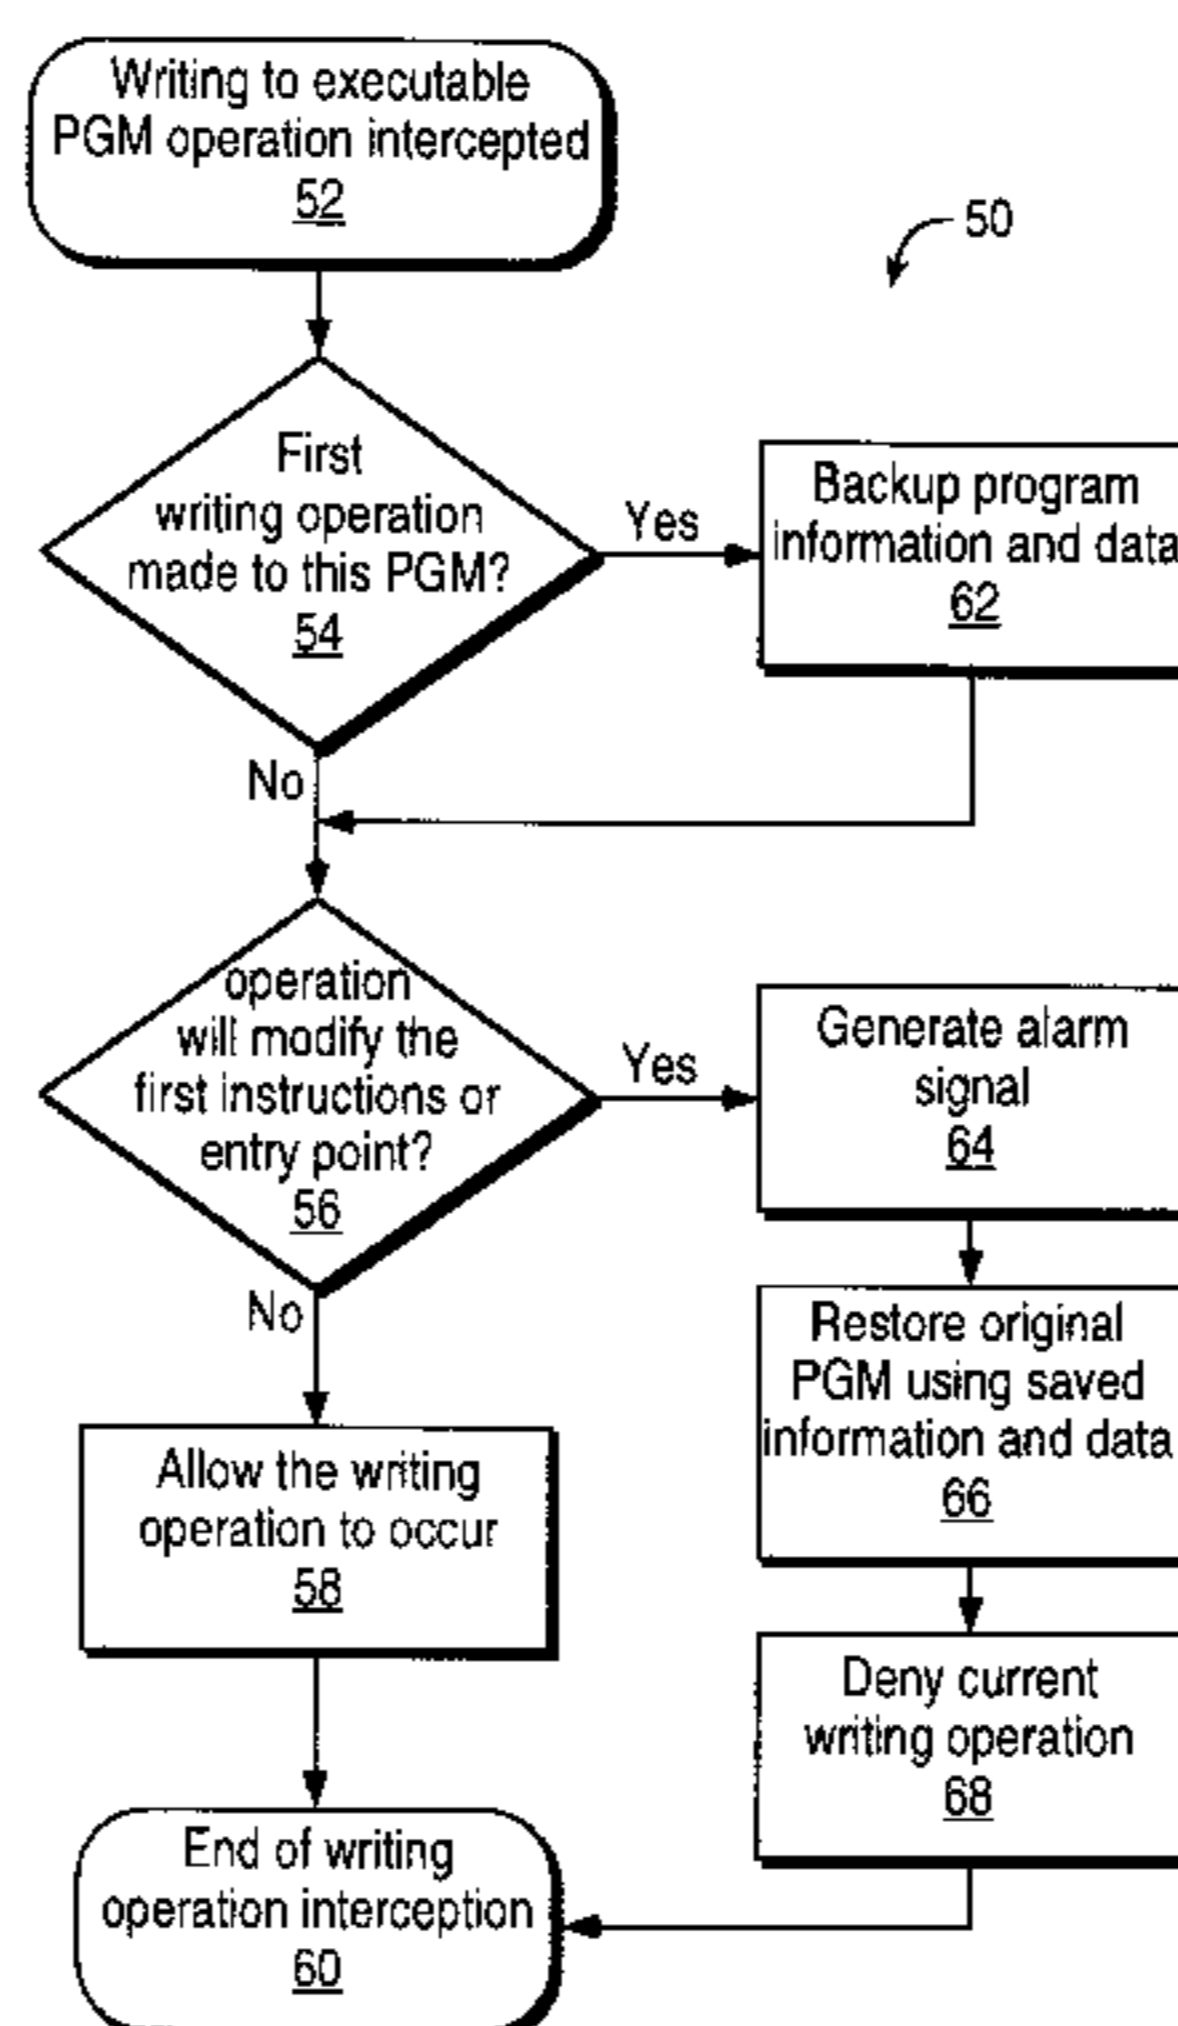 Writing to executable
PGM operation intercepted
52
50
First
writing operation
made to this PGM?
54
Yes
Backup program
information and data
62
No
operation
will modify the
first instructions or
entry point?
56
Yes
Generate alarm
signal
64
No
Restore original
PGM using saved
information and data
66
Allow the writing
operation to occur
58
Deny current
writing operation
68
End of writing
operation interception
60